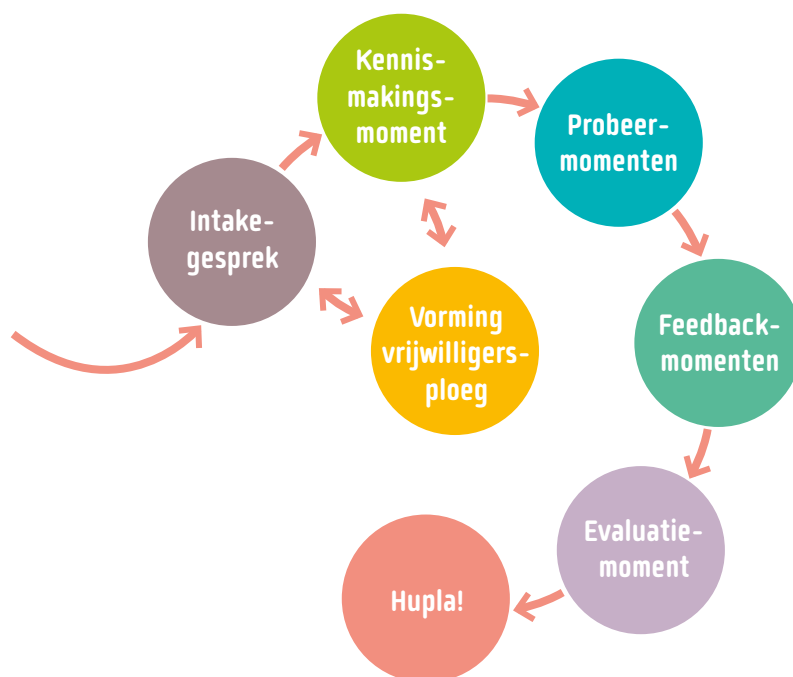 Kennis-
makings-
moment
Probeer-
momenten
Intake-
gesprek
Vorming
vrijwilligers-
ploeg
Feedback-
momenten
Evaluatie-
moment
Hupla!